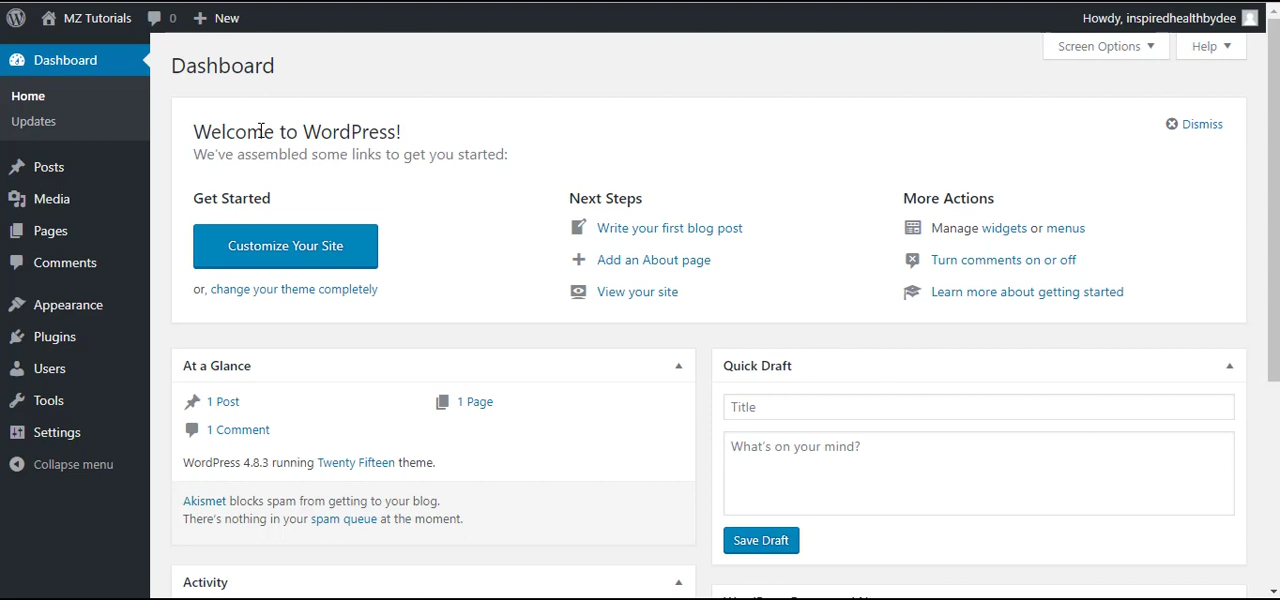 MZ Tutorials 0 New Howdy, inspiredhealthbydee
Screen Options Help
Dashboard
Home
Updates
Posts
Media
Pages
Comments
Appearance
Plugins
Users
Tools
Settings
Collapse menu
Dashboard
Welcome to WordPress! Dismiss
We've assembled some links to get you started:
Get Started
Customize Your Site
or, change your theme completely
Next Steps
Write your first blog post
Add an About page
View your site
More Actions
Manage widgets or menus
Turn comments on or off
Learn more about getting started
At a Glance
1 Post 1 Page
1 Comment
WordPress 4.8.3 running Twenty Fifteen theme.
Akismet blocks spam from getting to your blog.
There's nothing in your spam queue at the moment.
Activity
Quick Draft
Title
What's on your mind?
Save Draft